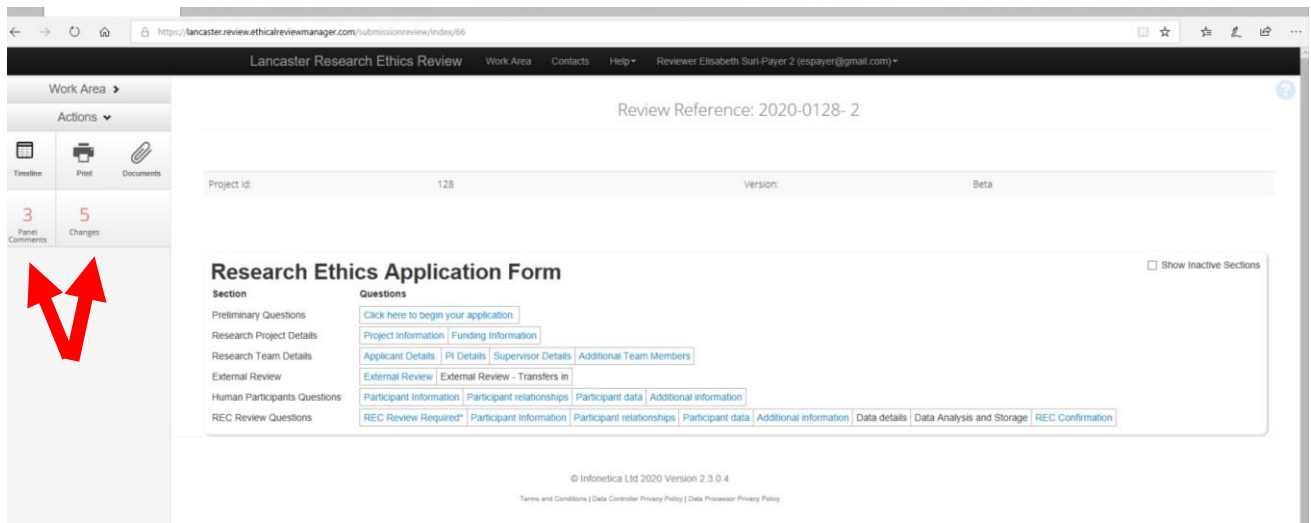 https://lancaster.review.ethicalreviewmanager.com/submissionreview/index/66
Lancaster Research Ethics Review Work Area Contacts Help Reviewer Elisabeth Suri-Payer 2 (espayer@gmail.com)
Work Area
Actions
Timeline Print Documents
3 5
Panel Comments Changes
Review Reference: 2020-0128- 2
Project Id: 128 Version: Beta
Research Ethics Application Form Show Inactive Sections
Section Questions
Preliminary Questions Click here to begin your application.
Research Project Details Project Information Funding Information
Research Team Details Applicant Details PI Details Supervisor Details Additional Team Members
External Review External Review External Review - Transfers in
Human Participants Questions Participant Information Participant relationships Participant data Additional information
REC Review Questions REC Review Required* Participant Information Participant relationships Participant data Additional information Data details Data Analysis and Storage REC Confirmation
© Infonetica Ltd 2020 Version 2.3.0.4
Terms and Conditions | Data Controller Privacy Policy | Data Processor Privacy Policy